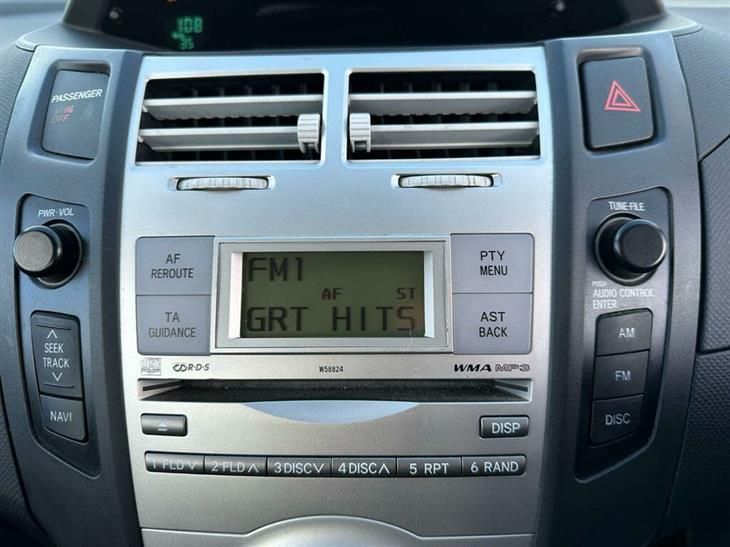 108
PASSENGER
OFF
PWR·VOL
TUNE·FILE
AF
REROUTE
FM1
AF ST
GRT HITS
PTY
MENU
TA
GUIDANCE
AST
BACK
PUSH
AUDIO CONTROL
ENTER
SEEK
TRACK
NAVI
AM
FM
DISC
R·D·S
W58824
WMA MP3
DISP
1 FLD ∨
2 FLD ∧
3 DISC ∨
4 DISC ∧
5 RPT
6 RAND